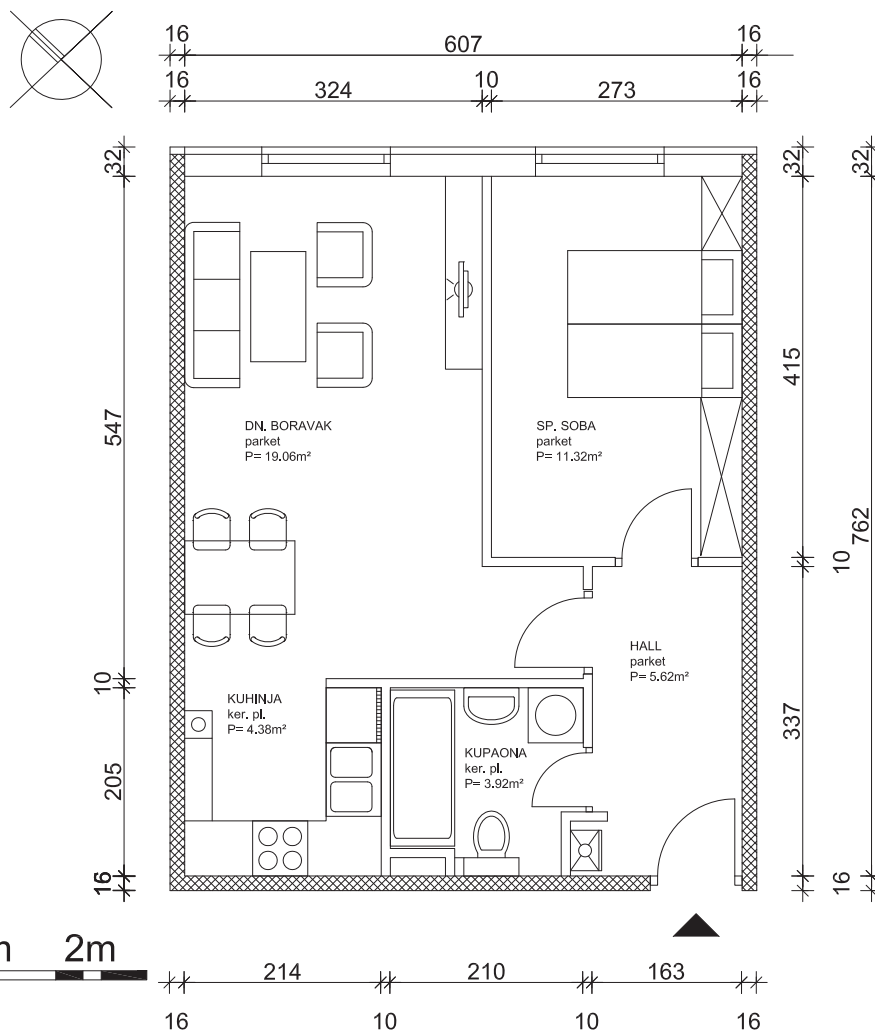 16 607 16
16 324 10 273 16
32 32 32
DN. BORAVAK
parket
P= 19.06m²
SP. SOBA
parket
P= 11.32m²
415
547
762
10
HALL
parket
P= 5.62m²
10
KUHINJA
ker. pl.
P= 4.38m²
KUPAONA
ker. pl.
P= 3.92m²
337
205
16 16
2m
214 210 163
16 10 10 16